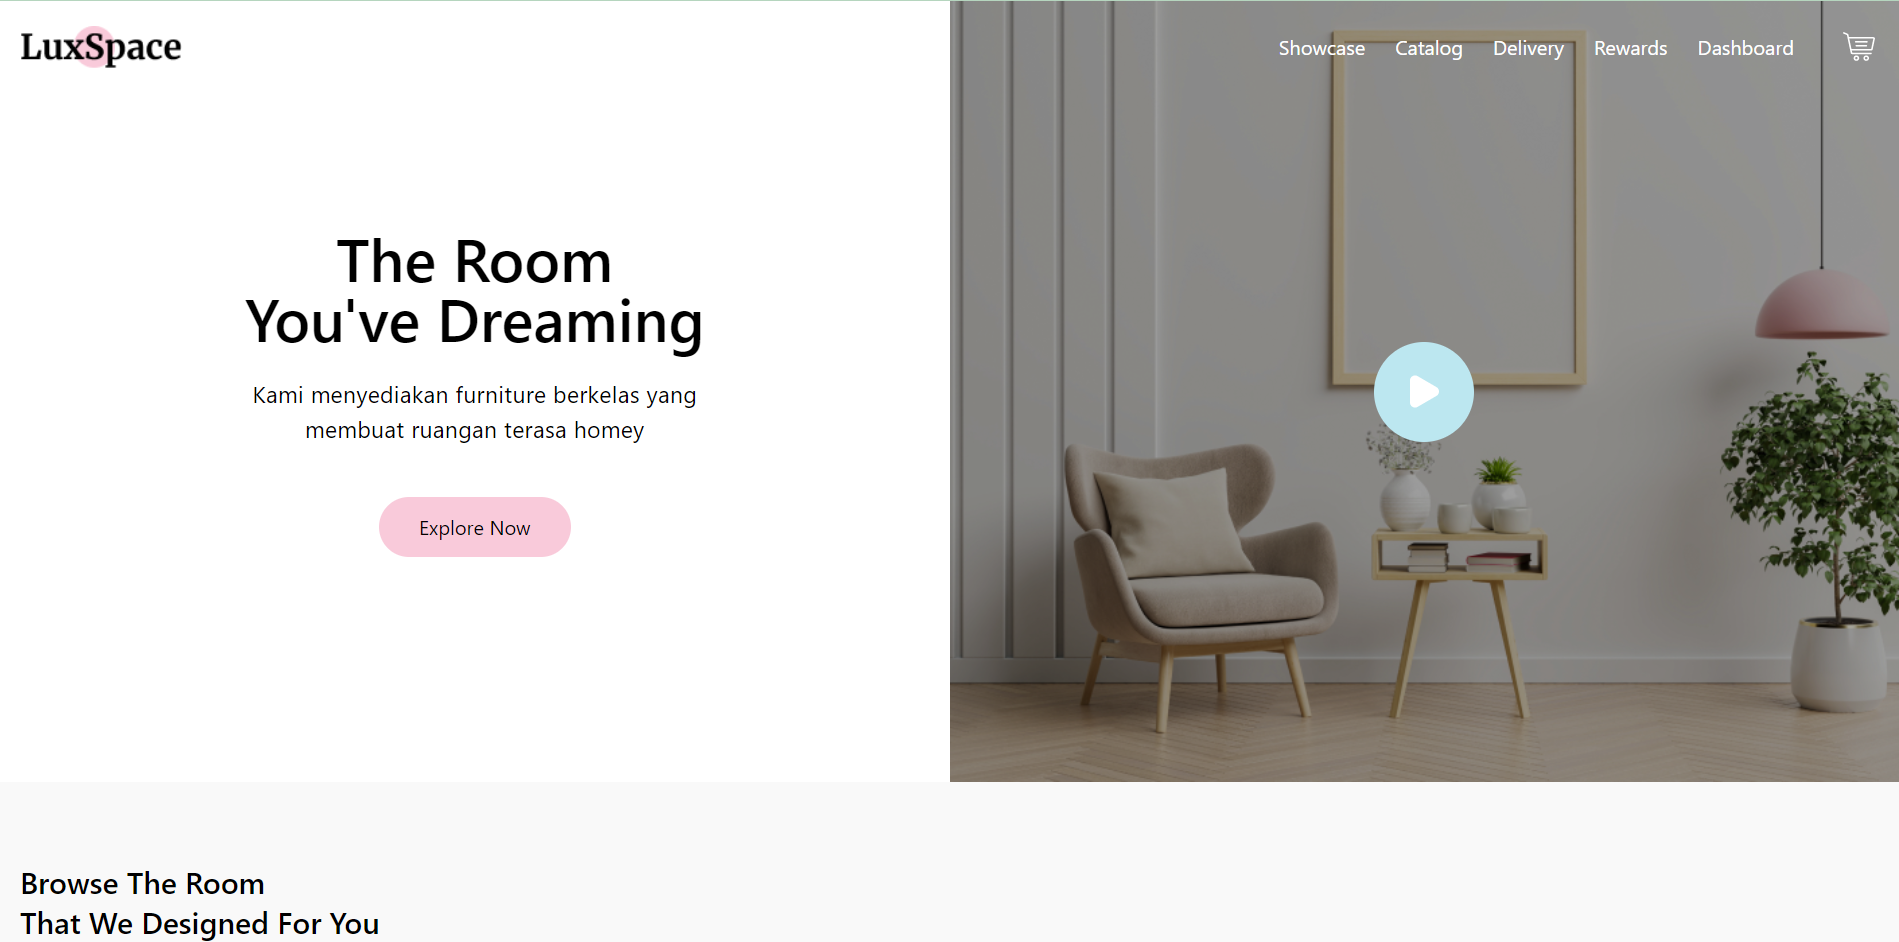 LuxSpace
Showcase Catalog Delivery Rewards Dashboard
The Room
You've Dreaming
Kami menyediakan furniture berkelas yang
membuat ruangan terasa homey
Explore Now
Browse The Room
That We Designed For You